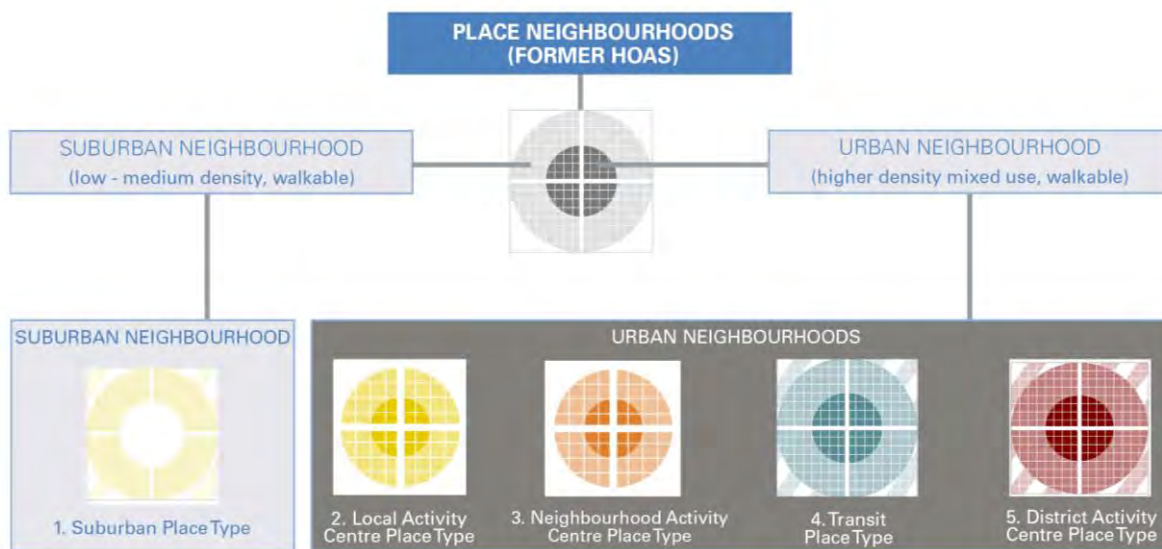 PLACE NEIGHBOURHOODS
(FORMER HOAS)
SUBURBAN NEIGHBOURHOOD
(low - medium density, walkable)
URBAN NEIGHBOURHOOD
(higher density mixed use, walkable)
SUBURBAN NEIGHBOURHOOD
1. Suburban Place Type
URBAN NEIGHBOURHOODS
2. Local Activity
Centre Place Type
3. Neighbourhood Activity
Centre Place Type
4. Transit
Place Type
5. District Activity
Centre Place Type